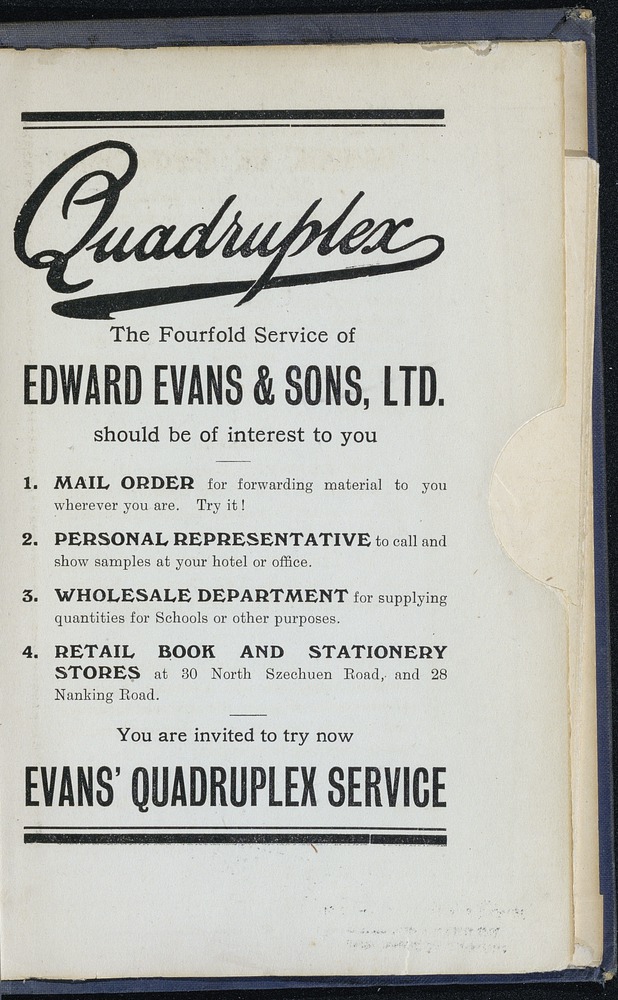 Quadruplex
The Fourfold Service of
EDWARD EVANS & SONS, LTD.
should be of interest to you
1. MAIL ORDER for forwarding material to you
wherever you are. Try it!
2. PERSONAL REPRESENTATIVE to call and
show samples at your hotel or office.
3. WHOLESALE DEPARTMENT for supplying
quantities for Schools or other purposes.
4. RETAIL BOOK AND STATIONERY
STORES at 30 North Szechuen Road, and 28
Nanking Road.
You are invited to try now
EVANS' QUADRUPLEX SERVICE